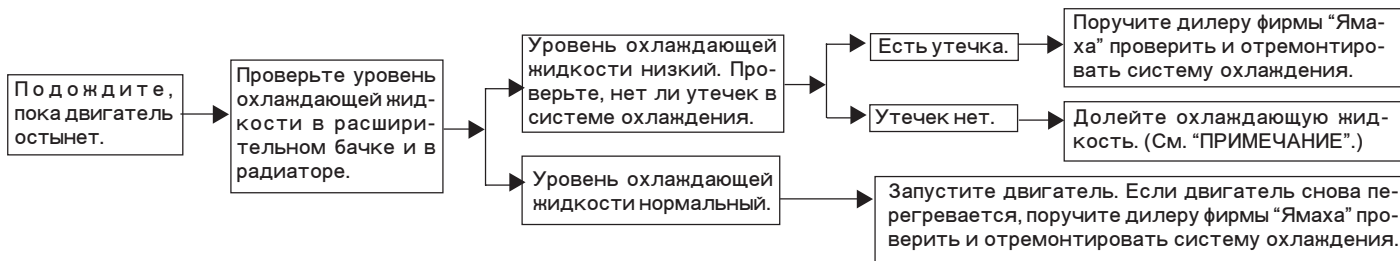 Подождите,
пока двигатель
остынет.
Проверьте уровень
охлаждающей жид-
кости в расшири-
тельном бачке и в
радиаторе.
Уровень охлаждающей
жидкости низкий. Про-
верьте, нет ли утечек в
системе охлаждения.
Есть утечка.
Поручите дилеру фирмы “Яма-
ха” проверить и отремонтиро-
вать систему охлаждения.
Утечек нет.
Долейте охлаждающую жид-
кость. (См. “ПРИМЕЧАНИЕ”.)
Уровень охлаждающей
жидкости нормальный.
Запустите двигатель. Если двигатель снова пе-
регревается, поручите дилеру фирмы “Ямаха” про-
верить и отремонтировать систему охлаждения.